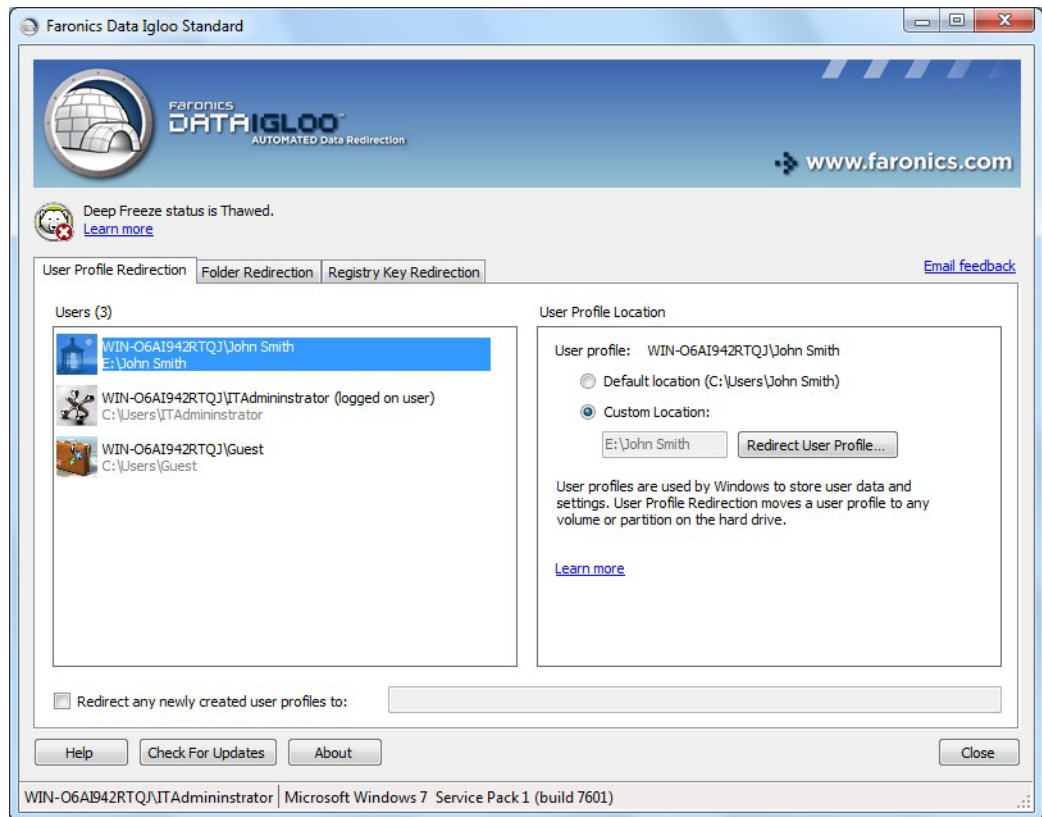 Faronics Data Igloo Standard
Faronics
DATAIGLOO™
AUTOMATED Data Redirection
www.faronics.com
Deep Freeze status is Thawed.
Learn more
User Profile Redirection Folder Redirection Registry Key Redirection
Email feedback
Users (3)
WIN-O6AI942RTQJ\John Smith
E:\John Smith
WIN-O6AI942RTQJ\ITAdmininstrator (logged on user)
C:\Users\ITAdmininstrator
WIN-O6AI942RTQJ\Guest
C:\Users\Guest
User Profile Location
User profile: WIN-O6AI942RTQJ\John Smith
Default location (C:\Users\John Smith)
Custom Location:
E:\John Smith Redirect User Profile...
User profiles are used by Windows to store user data and
settings. User Profile Redirection moves a user profile to any
volume or partition on the hard drive.
Learn more
Redirect any newly created user profiles to:
Help Check For Updates About Close
WIN-O6AI942RTQJ\ITAdmininstrator Microsoft Windows 7 Service Pack 1 (build 7601)